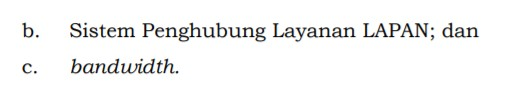 b. Sistem Penghubung Layanan LAPAN; dan
c. bandwidth.